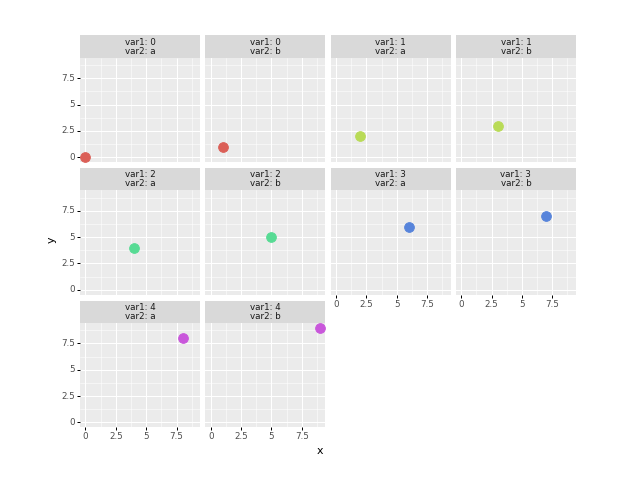 var1: 0
var2: a
var1: 0
var2: b
var1: 1
var2: a
var1: 1
var2: b
7.5
5
2.5
0
var1: 2
var2: a
var1: 2
var2: b
var1: 3
var2: a
var1: 3
var2: b
y
7.5
5
2.5
0
0 2.5 5 7.5
0 2.5 5 7.5
var1: 4
var2: a
var1: 4
var2: b
7.5
5
2.5
0
0 2.5 5 7.5
0 2.5 5 7.5
x